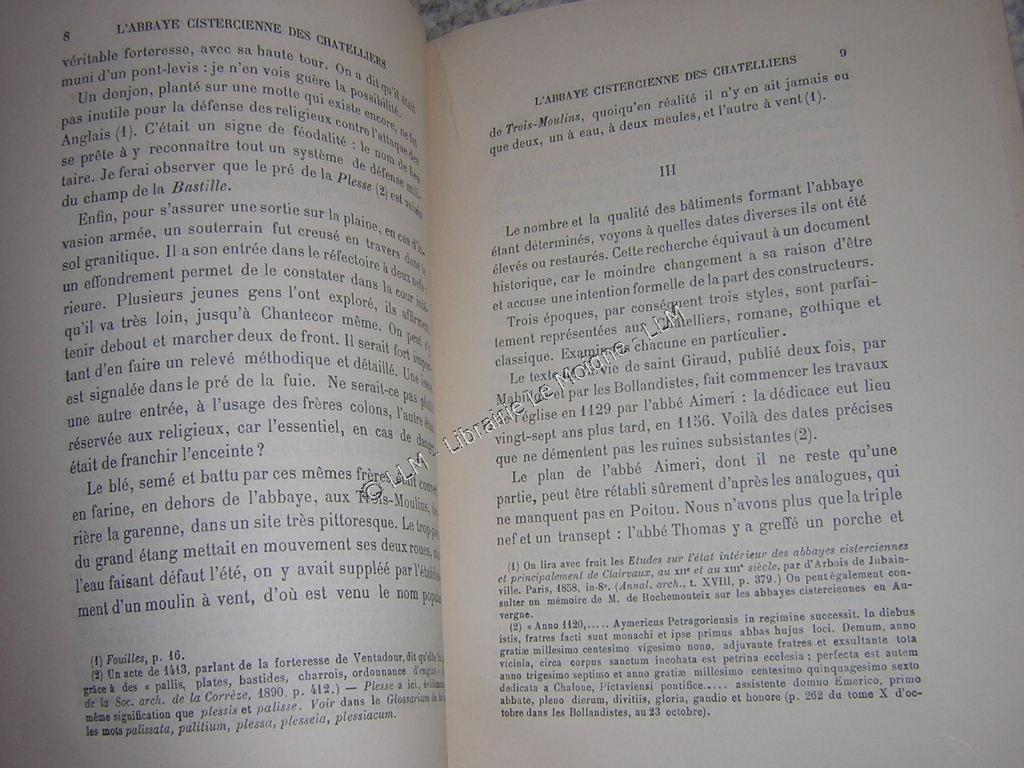 8 L'ABBAYE CISTERCIENNE DES CHATELLIERS
véritable forteresse, avec sa haute tour. On a dit qu'il était
muni d'un pont-levis : je n'en vois guère la possibilité.
Un donjon, planté sur une motte qui existe encore, ne fut
pas inutile pour la défense des religieux contre l'attaque des
Anglais (1). C'était un signe de féodalité : le nom de lieu
se prête à y reconnaître tout un système de défense mili-
taire. Je ferai observer que le pré de la Plesse (2) est voisin
du champ de la Bastille.
Enfin, pour s'assurer une sortie sur la plaine, en cas d'in-
vasion armée, un souterrain fut creusé en travers dans le
sol granitique. Il a son entrée dans le réfectoire à deux nefs :
un effondrement permet de le constater dans la cour inté-
rieure. Plusieurs jeunes gens l'ont exploré, ils affirment
qu'il va très loin, jusqu'à Chantecor même. On peut s'y
tenir debout et marcher deux de front. Il serait fort impor-
tant d'en faire un relevé méthodique et détaillé. Une issue
est signalée dans le pré de la fuie. Ne serait-ce pas plutôt
une autre entrée, à l'usage des frères colons, l'autre étant
réservée aux religieux, car l'essentiel, en cas de danger
était de franchir l'enceinte ?
Le blé, semé et battu par ces mêmes frères, était converti
en farine, en dehors de l'abbaye, aux Trois-Moulins, der-
rière la garenne, dans un site très pittoresque. Le trop-plein
du grand étang mettait en mouvement ses deux roues, mais
l'eau faisant défaut l'été, on y avait suppléé par l'établisse-
ment d'un moulin à vent, d'où est venu le nom populaire
(1) Fouilles, p. 16.
(2) Un acte de 1413, parlant de la forteresse de Ventadour, dit qu'elle
grâce à des « pallis, plates, bastides, charrois, ordounance d'engins
de la Soc. arch. de la Corrèze, 1890, p. 412.) — Plesse a ici, évidemment
même signification que plessis et palisse. Voir dans le Glossarium de
les mots palissata, palitium, plessa, plesseia, plessiacum.
L'ABBAYE CISTERCIENNE DES CHATELLIERS 9
de Trois-Moulins, quoiqu'en réalité il n'y en ait jamais eu
que deux, un à eau, à deux meules, et l'autre à vent (1).
III
Le nombre et la qualité des bâtiments formant l'abbaye
étant déterminés, voyons à quelles dates diverses ils ont été
élevés ou restaurés. Cette recherche équivaut à un document
historique, car le moindre changement a sa raison d'être
et accuse une intention formelle de la part des constructeurs.
Trois époques, par conséquent trois styles, sont parfai-
tement représentées aux Chatelliers, romane, gothique et
classique. Examinons chacune en particulier.
Le texte de la Vie de saint Giraud, publié deux fois, par
Mabillon et par les Bollandistes, fait commencer les travaux
de l'église en 1129 par l'abbé Aimeri : la dédicace eut lieu
vingt-sept ans plus tard, en 1156. Voilà des dates précises
que ne démentent pas les ruines subsistantes (2).
Le plan de l'abbé Aimeri, dont il ne reste qu'une
partie, peut être rétabli sûrement d'après les analogues, qui
ne manquent pas en Poitou. Nous n'avons plus que la triple
nef et un transept : l'abbé Thomas y a greffé un porche et
(1) On lira avec fruit les Etudes sur l'état intérieur des abbayes cisterciennes
et principalement de Clairvaux, au XIIe et au XIIIe siècle, par d'Arbois de Jubain-
ville. Paris, 1858, in-8°. (Annal. arch., t. XVIII, p. 379.) On peut également con-
sulter un mémoire de M. de Rochemonteix sur les abbayes cisterciennes en Au-
vergne.
(2) « Anno 1120,..... Aymericus Petragoriensis in regimine successit. In diebus
istis, fratres facti sunt monachi et ipse primus abbas hujus loci. Demum, anno
gratiæ millesimo centesimo vigesimo nono, adjuvante fratres et exsultante tota
vicinia, circa corpus sanctum incohata est petrina ecclesia ; perfecta est autem
anno trigesimo septimo et anno gratiæ millesimo centesimo quinquagesimo sexto
dedicata a Chalone, Pictaviensi pontifice..... assistente domno Emerico, primo
abbate, pleno dierum, divitiis, gloria, gaudio et honore (p. 262 du tome X d'oc-
tobre dans les Bollandistes, au 23 octobre).
© LLM - Librairie Le Moigne - LLM